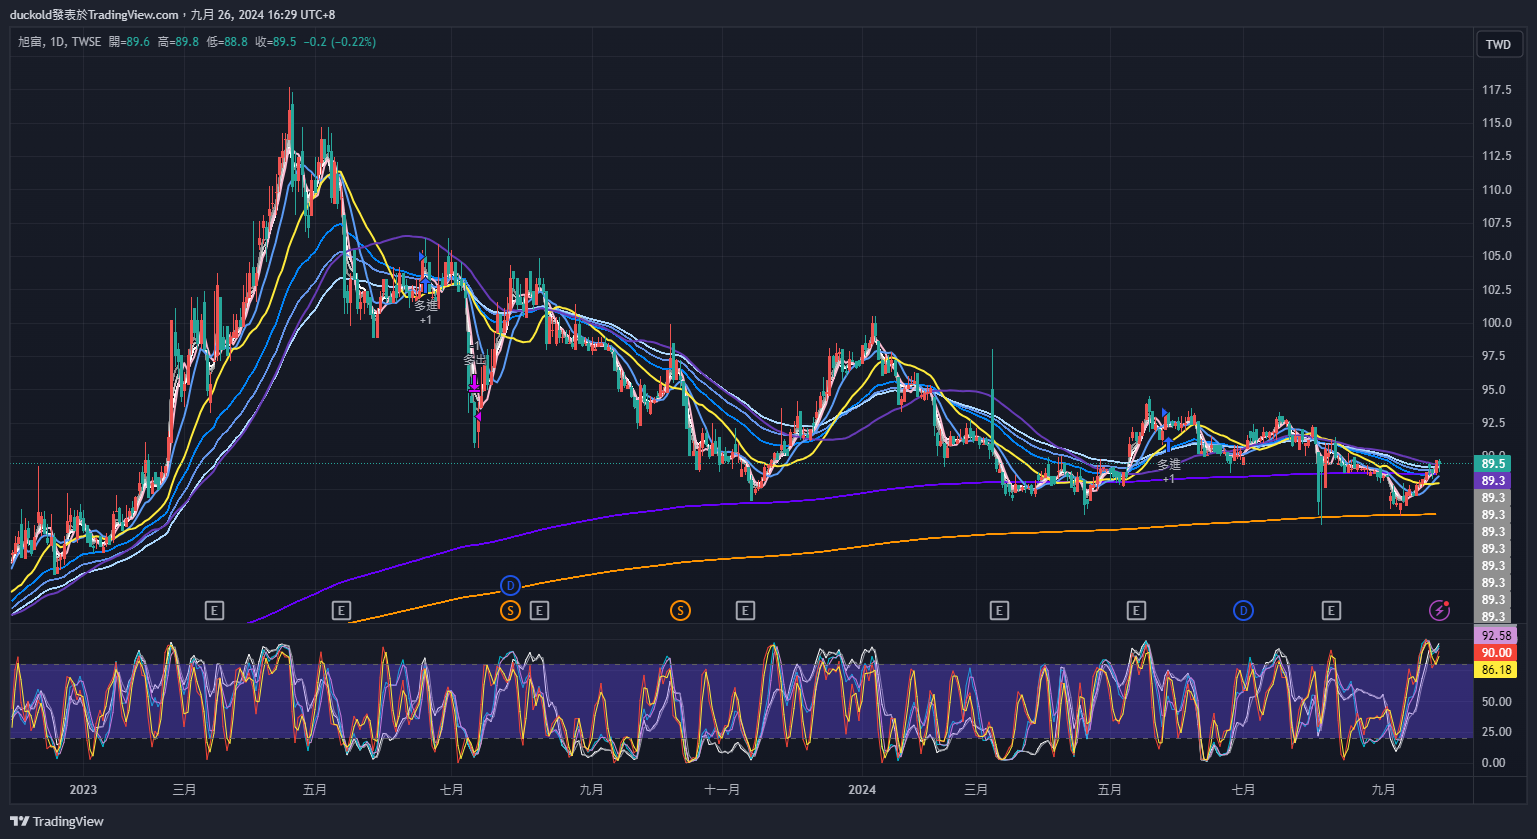 duckold發表於TradingView.com，九月 26, 2024 16:29 UTC+8
旭富, 1D, TWSE 開=89.6 高=89.8 低=88.8 收=89.5 −0.2 (−0.22%)
TWD
117.5
115.0
112.5
110.0
107.5
105.0
102.5
100.0
97.5
95.0
92.5
89.5
89.3
89.3
89.3
89.3
89.3
89.3
89.3
89.3
89.3
多進
+1
多出
多進
+1
D
E
E
S
E
S
E
E
E
D
E
92.58
90.00
86.18
50.00
25.00
0.00
2023
三月
五月
七月
九月
十一月
2024
三月
五月
七月
九月
TradingView